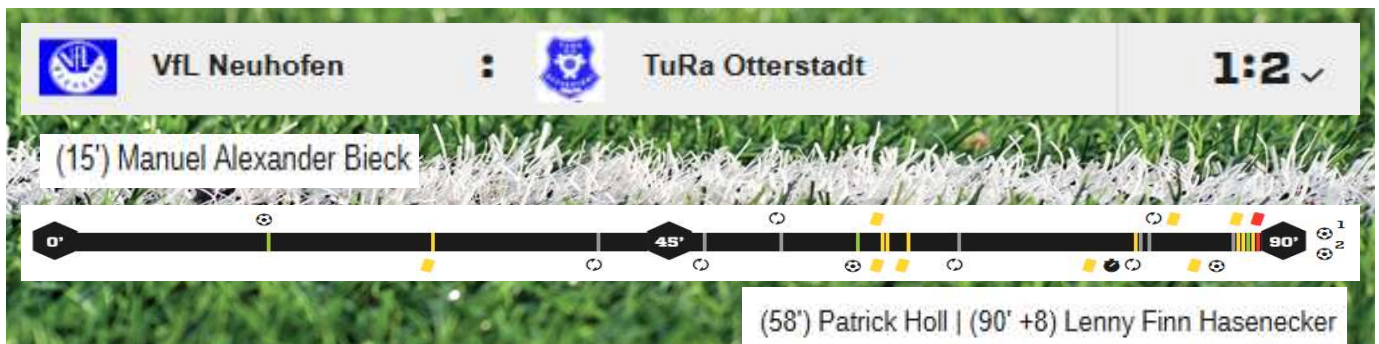 VfL Neuhofen : TuRa Otterstadt 1:2
(15') Manuel Alexander Bieck
0' 45' 90' 1
2
(58') Patrick Holl | (90' +8) Lenny Finn Hasenecker